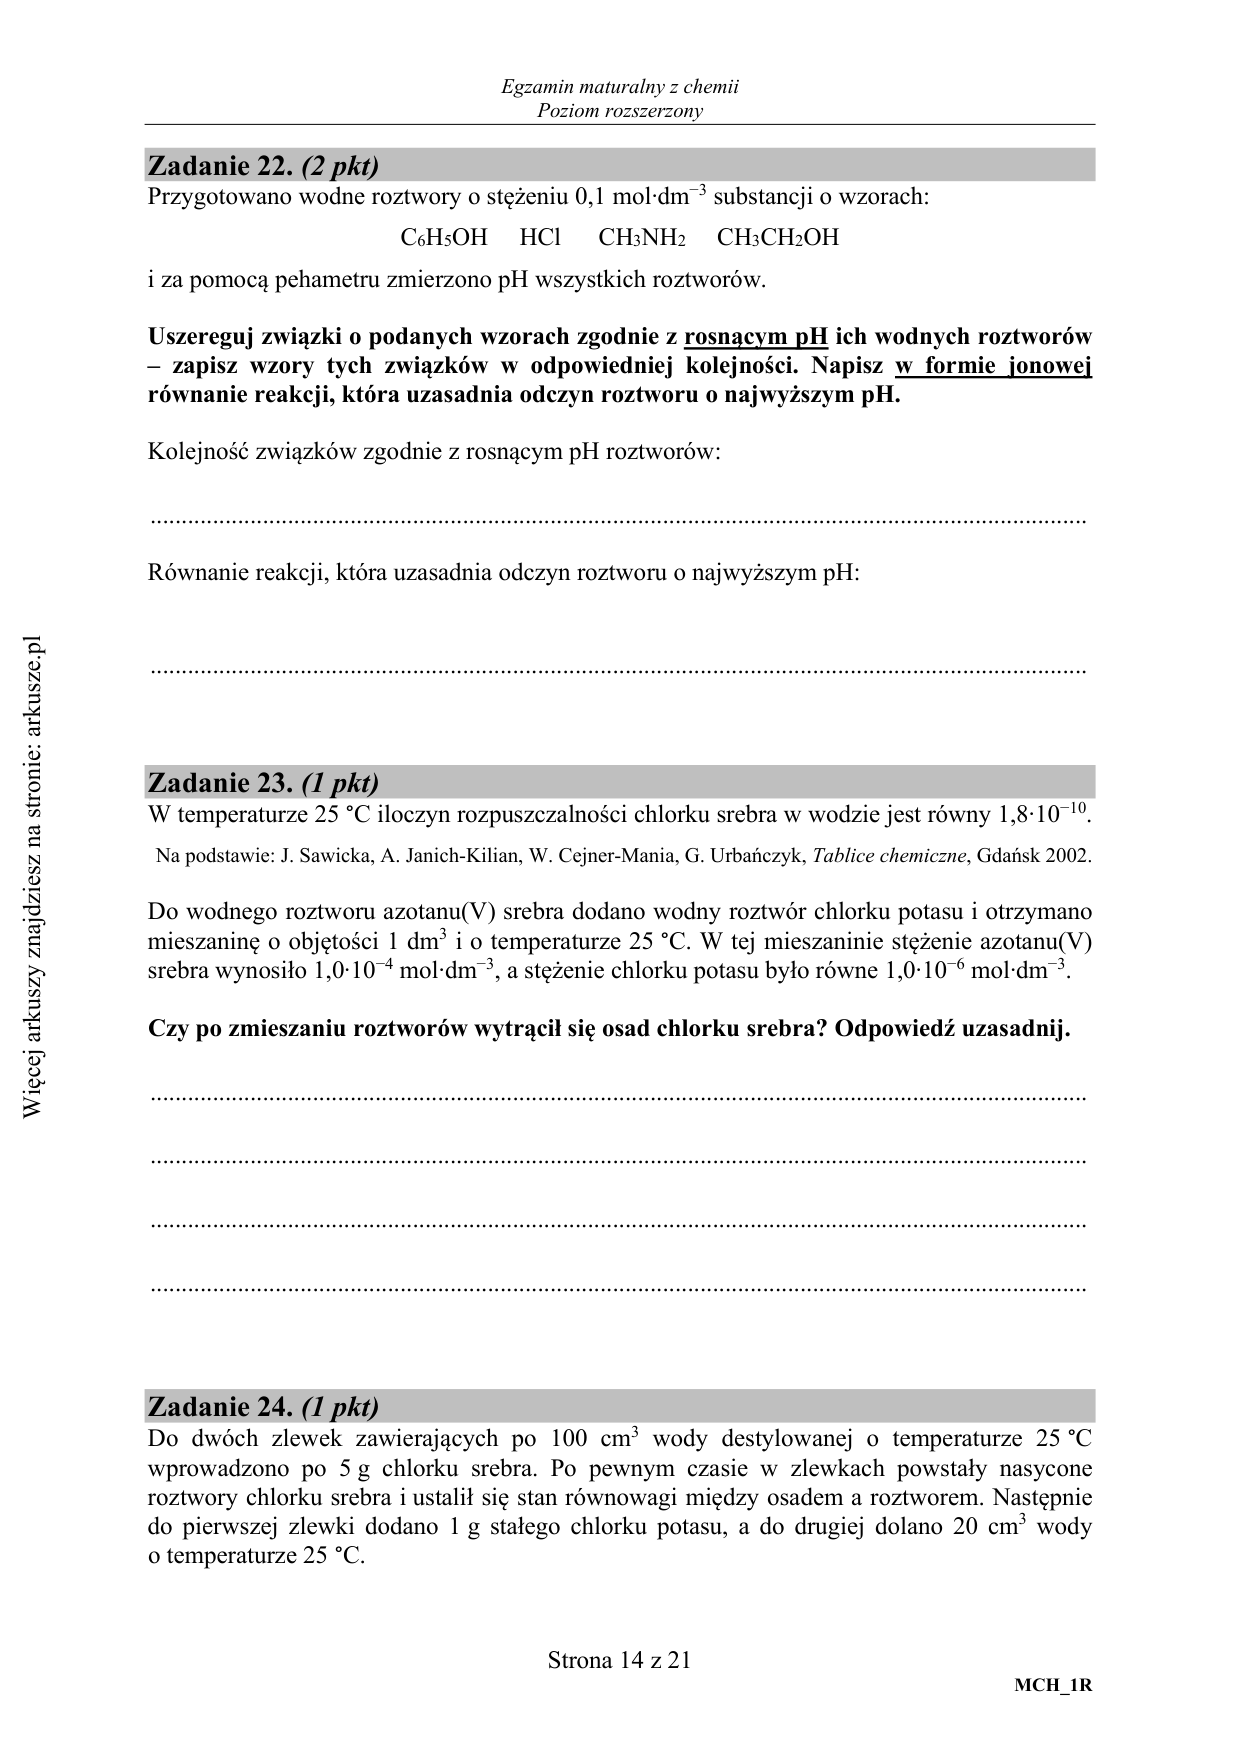 Egzamin maturalny z chemii
Poziom rozszerzony
Zadanie 22. (2 pkt)
Przygotowano wodne roztwory o stężeniu 0,1 mol·dm⁻³ substancji o wzorach:
C₆H₅OH HCl CH₃NH₂ CH₃CH₂OH
i za pomocą pehametru zmierzono pH wszystkich roztworów.
Uszereguj związki o podanych wzorach zgodnie z rosnącym pH ich wodnych roztworów
– zapisz wzory tych związków w odpowiedniej kolejności. Napisz w formie jonowej
równanie reakcji, która uzasadnia odczyn roztworu o najwyższym pH.
Kolejność związków zgodnie z rosnącym pH roztworów:
Równanie reakcji, która uzasadnia odczyn roztworu o najwyższym pH:
Zadanie 23. (1 pkt)
W temperaturze 25 °C iloczyn rozpuszczalności chlorku srebra w wodzie jest równy 1,8·10⁻¹⁰.
Na podstawie: J. Sawicka, A. Janich-Kilian, W. Cejner-Mania, G. Urbańczyk, Tablice chemiczne, Gdańsk 2002.
Do wodnego roztworu azotanu(V) srebra dodano wodny roztwór chlorku potasu i otrzymano
mieszaninę o objętości 1 dm³ i o temperaturze 25 °C. W tej mieszaninie stężenie azotanu(V)
srebra wynosiło 1,0·10⁻⁴ mol·dm⁻³, a stężenie chlorku potasu było równe 1,0·10⁻⁶ mol·dm⁻³.
Czy po zmieszaniu roztworów wytrącił się osad chlorku srebra? Odpowiedź uzasadnij.
Zadanie 24. (1 pkt)
Do dwóch zlewek zawierających po 100 cm³ wody destylowanej o temperaturze 25 °C
wprowadzono po 5 g chlorku srebra. Po pewnym czasie w zlewkach powstały nasycone
roztwory chlorku srebra i ustalił się stan równowagi między osadem a roztworem. Następnie
do pierwszej zlewki dodano 1 g stałego chlorku potasu, a do drugiej dolano 20 cm³ wody
o temperaturze 25 °C.
Strona 14 z 21
MCH_1R
Więcej arkuszy znajdziesz na stronie: arkusze.pl